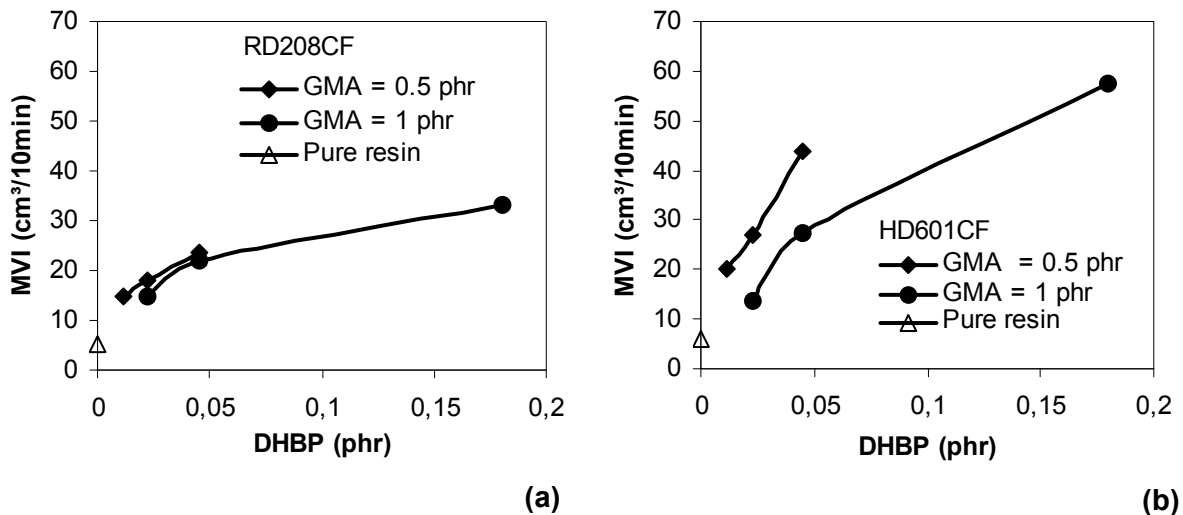 70
60
50
40
30
20
10
0
MVI (cm³/10min)
RD208CF
GMA = 0.5 phr
GMA = 1 phr
Pure resin
0 0,05 0,1 0,15 0,2
DHBP (phr)
(a)
70
60
50
40
30
20
10
0
MVI (cm³/10min)
HD601CF
GMA = 0.5 phr
GMA = 1 phr
Pure resin
0 0,05 0,1 0,15 0,2
DHBP (phr)
(b)